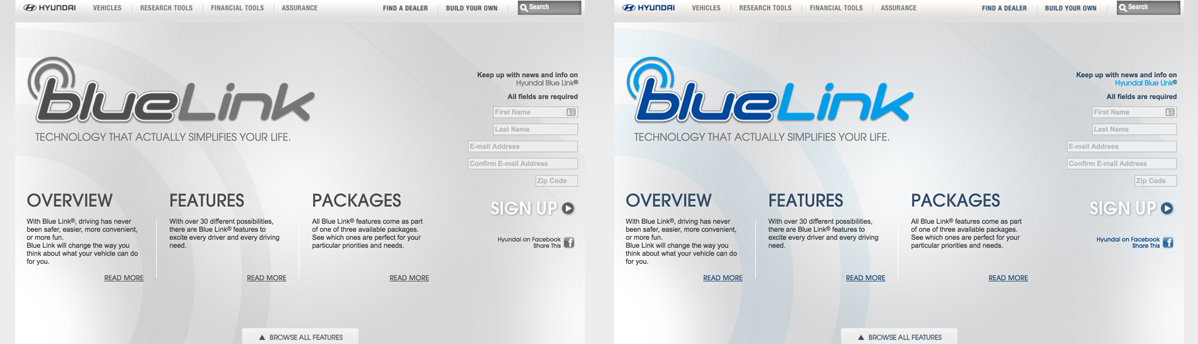 HYUNDAI VEHICLES RESEARCH TOOLS FINANCIAL TOOLS ASSURANCE FIND A DEALER BUILD YOUR OWN Search
Keep up with news and info on
Hyundai Blue Link®
All fields are required
First Name
Last Name
E-mail Address
Confirm E-mail Address
Zip Code
SIGN UP
Hyundai on Facebook
Share This
blueLink
TECHNOLOGY THAT ACTUALLY SIMPLIFIES YOUR LIFE.
OVERVIEW
With Blue Link®, driving has never
been safer, easier, more convenient,
or more fun.
Blue Link will change the way you
think about what your vehicle can do
for you.
READ MORE
FEATURES
With over 30 different possibilities,
there are Blue Link® features to
excite every driver and every driving
need.
READ MORE
PACKAGES
All Blue Link® features come as part
of one of three available packages.
See which ones are perfect for your
particular priorities and needs.
READ MORE
BROWSE ALL FEATURES
HYUNDAI VEHICLES RESEARCH TOOLS FINANCIAL TOOLS ASSURANCE FIND A DEALER BUILD YOUR OWN Search
Keep up with news and info on
Hyundai Blue Link®
All fields are required
First Name
Last Name
E-mail Address
Confirm E-mail Address
Zip Code
SIGN UP
Hyundai on Facebook
Share This
blueLink
TECHNOLOGY THAT ACTUALLY SIMPLIFIES YOUR LIFE.
OVERVIEW
With Blue Link®, driving has never
been safer, easier, more convenient,
or more fun.
Blue Link will change the way you
think about what your vehicle can do
for you.
READ MORE
FEATURES
With over 30 different possibilities,
there are Blue Link® features to
excite every driver and every driving
need.
READ MORE
PACKAGES
All Blue Link® features come as part
of one of three available packages.
See which ones are perfect for your
particular priorities and needs.
READ MORE
BROWSE ALL FEATURES